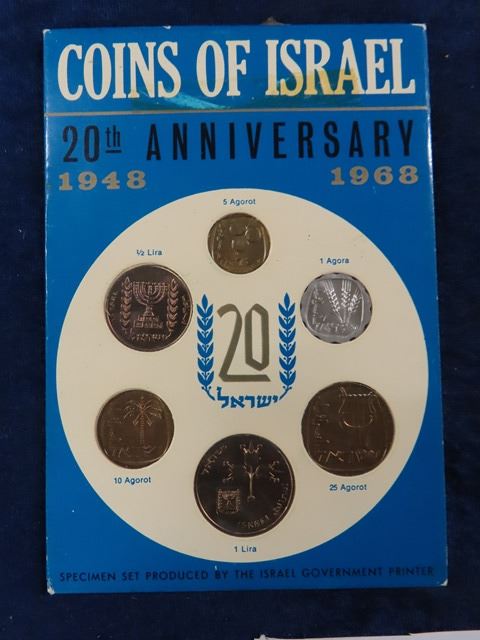 COINS OF ISRAEL
20th ANNIVERSARY
1948 1968
5 Agorot
½ Lira
1 Agora
20
ישראל
10 Agorot
25 Agorot
ISRAEL
1 Lira
SPECIMEN SET PRODUCED BY THE ISRAEL GOVERNMENT PRINTER